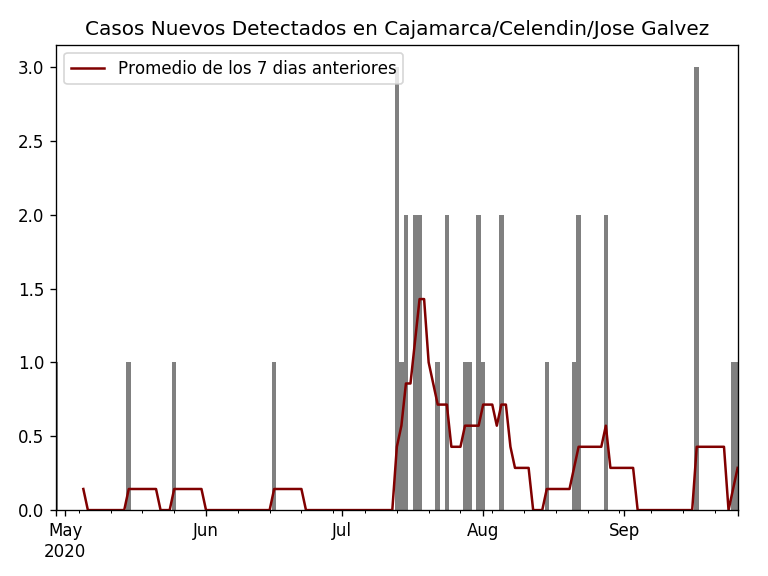 Casos Nuevos Detectados en Cajamarca/Celendin/Jose Galvez
Promedio de los 7 dias anteriores
3.0
2.5
2.0
1.5
1.0
0.5
0.0
May Jun Jul Aug Sep
2020